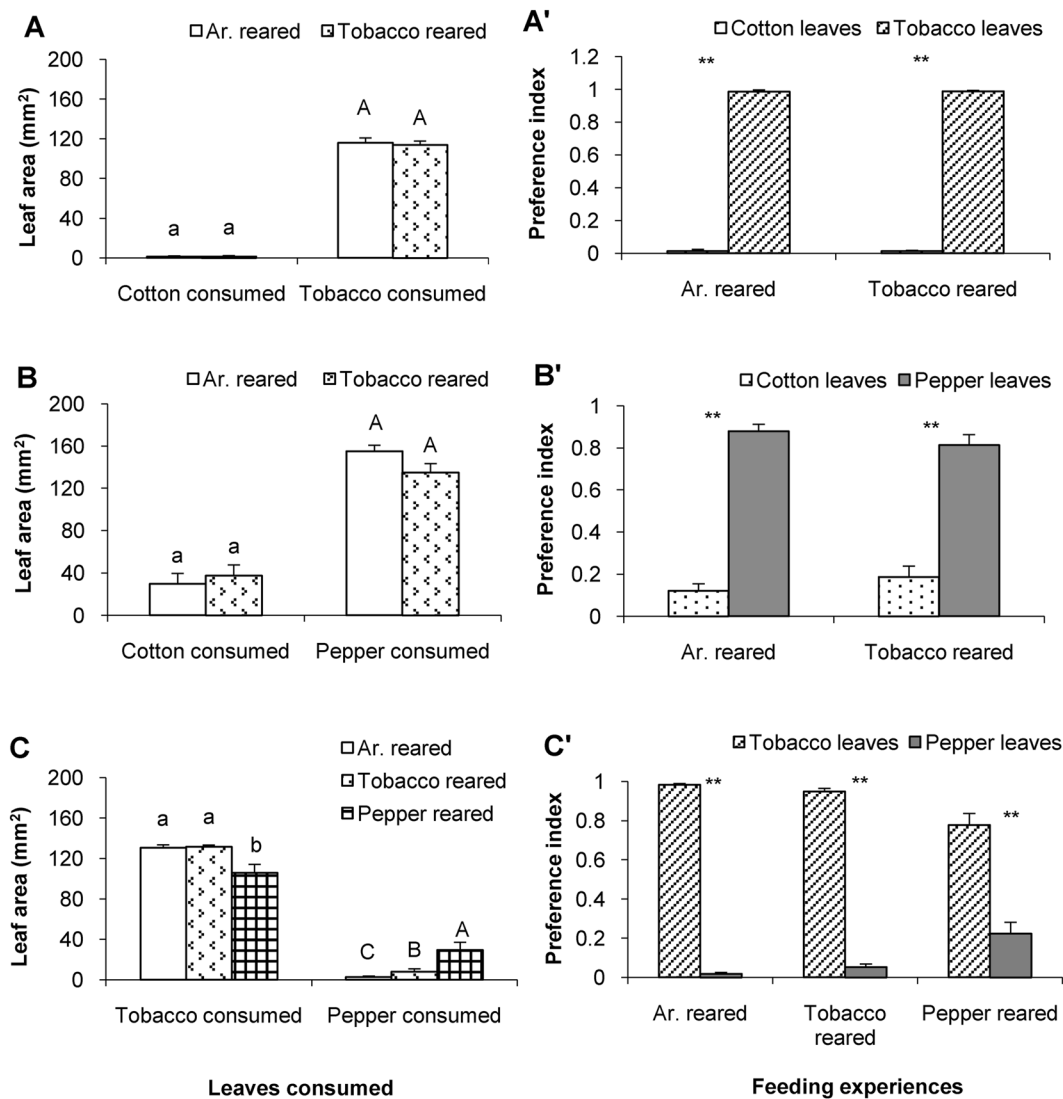 A
Ar. reared Tobacco reared
Leaf area (mm²)
200
160
120
80
40
0
a a A A
Cotton consumed Tobacco consumed
A'
Cotton leaves Tobacco leaves
Preference index
1.2
1
0.8
0.6
0.4
0.2
0
** **
Ar. reared Tobacco reared
B
Ar. reared Tobacco reared
Leaf area (mm²)
200
160
120
80
40
0
a a A A
Cotton consumed Pepper consumed
B'
Cotton leaves Pepper leaves
Preference index
1
0.8
0.6
0.4
0.2
0
** **
Ar. reared Tobacco reared
C
Ar. reared
Tobacco reared
Pepper reared
Leaf area (mm²)
200
160
120
80
40
0
a a b C B A
Tobacco consumed Pepper consumed
Leaves consumed
C'
Tobacco leaves Pepper leaves
Preference index
1
0.8
0.6
0.4
0.2
0
** ** **
Ar. reared Tobacco Pepper reared
reared
Feeding experiences